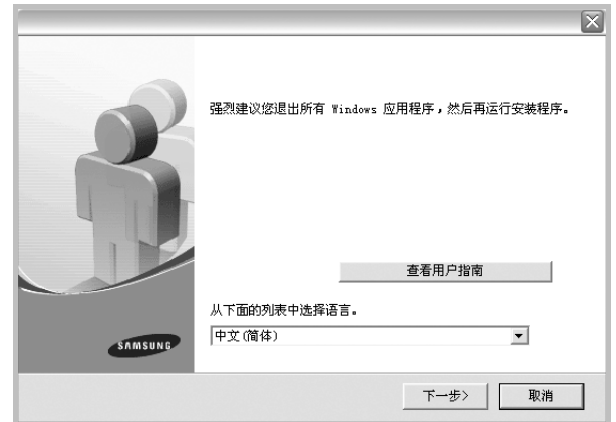 强烈建议您退出所有 Windows 应用程序，然后再运行安装程序。
查看用户指南
从下面的列表中选择语言。
中文(简体)
SAMSUNG
下一步>
取消